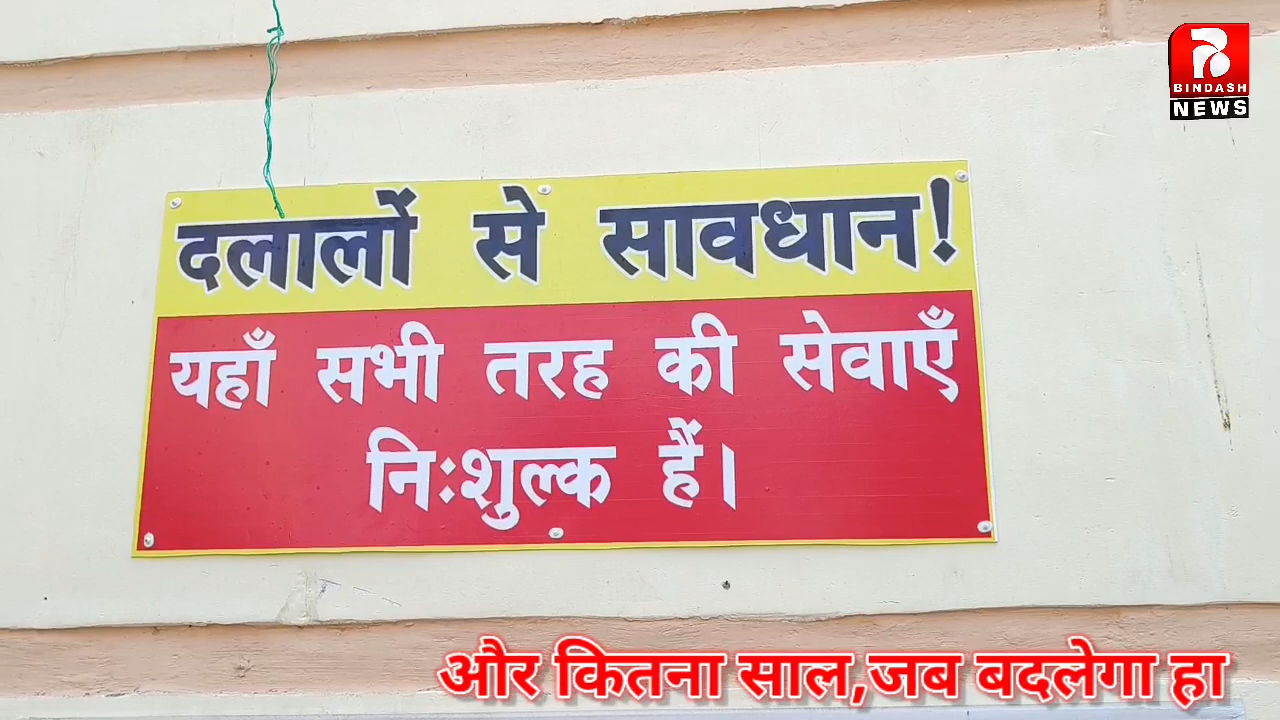 BINDASH
NEWS
दलालों से सावधान!
यहाँ सभी तरह की सेवाएँ
निःशुल्क हैं।
और कितना साल,जब बदलेगा हा